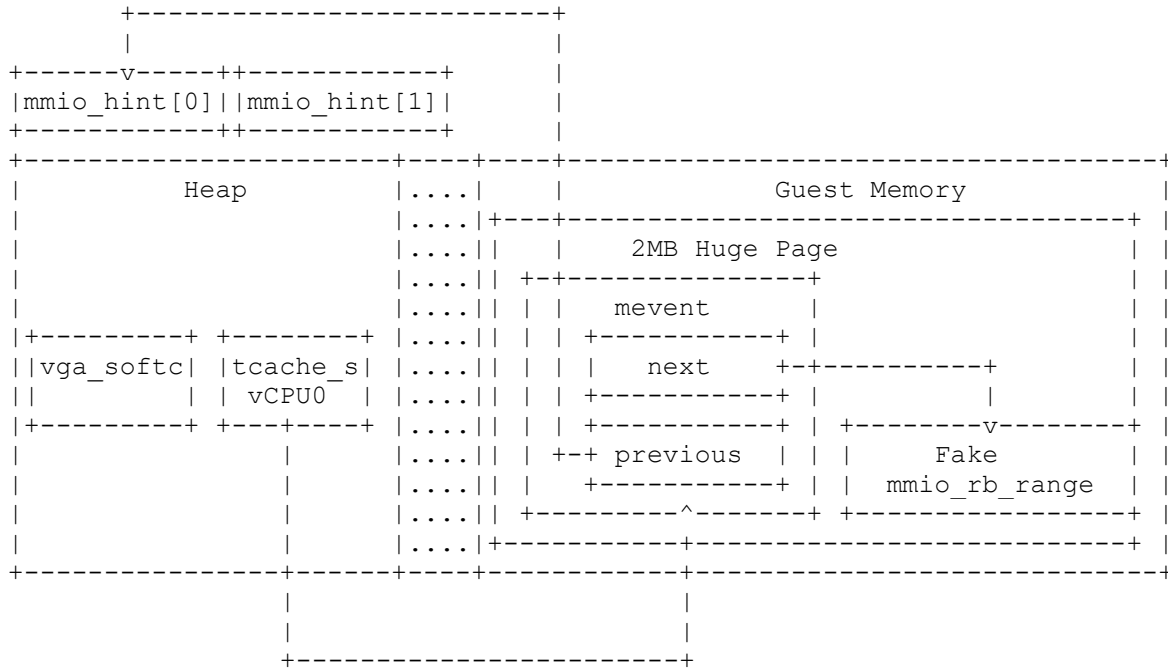 mmio_hint[0] mmio_hint[1]
Heap .... Guest Memory
....
.... 2MB Huge Page
....
.... mevent
....
vga_softc tcache_s .... next
vCPU0 ....
....
.... previous Fake
.... mmio_rb_range
....
....